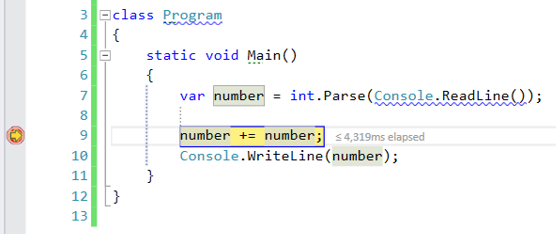 3 class Program
4 {
5 static void Main()
6 {
7 var number = int.Parse(Console.ReadLine());
8
9 number += number; ≤ 4,319ms elapsed
10 Console.WriteLine(number);
11 }
12 }
13